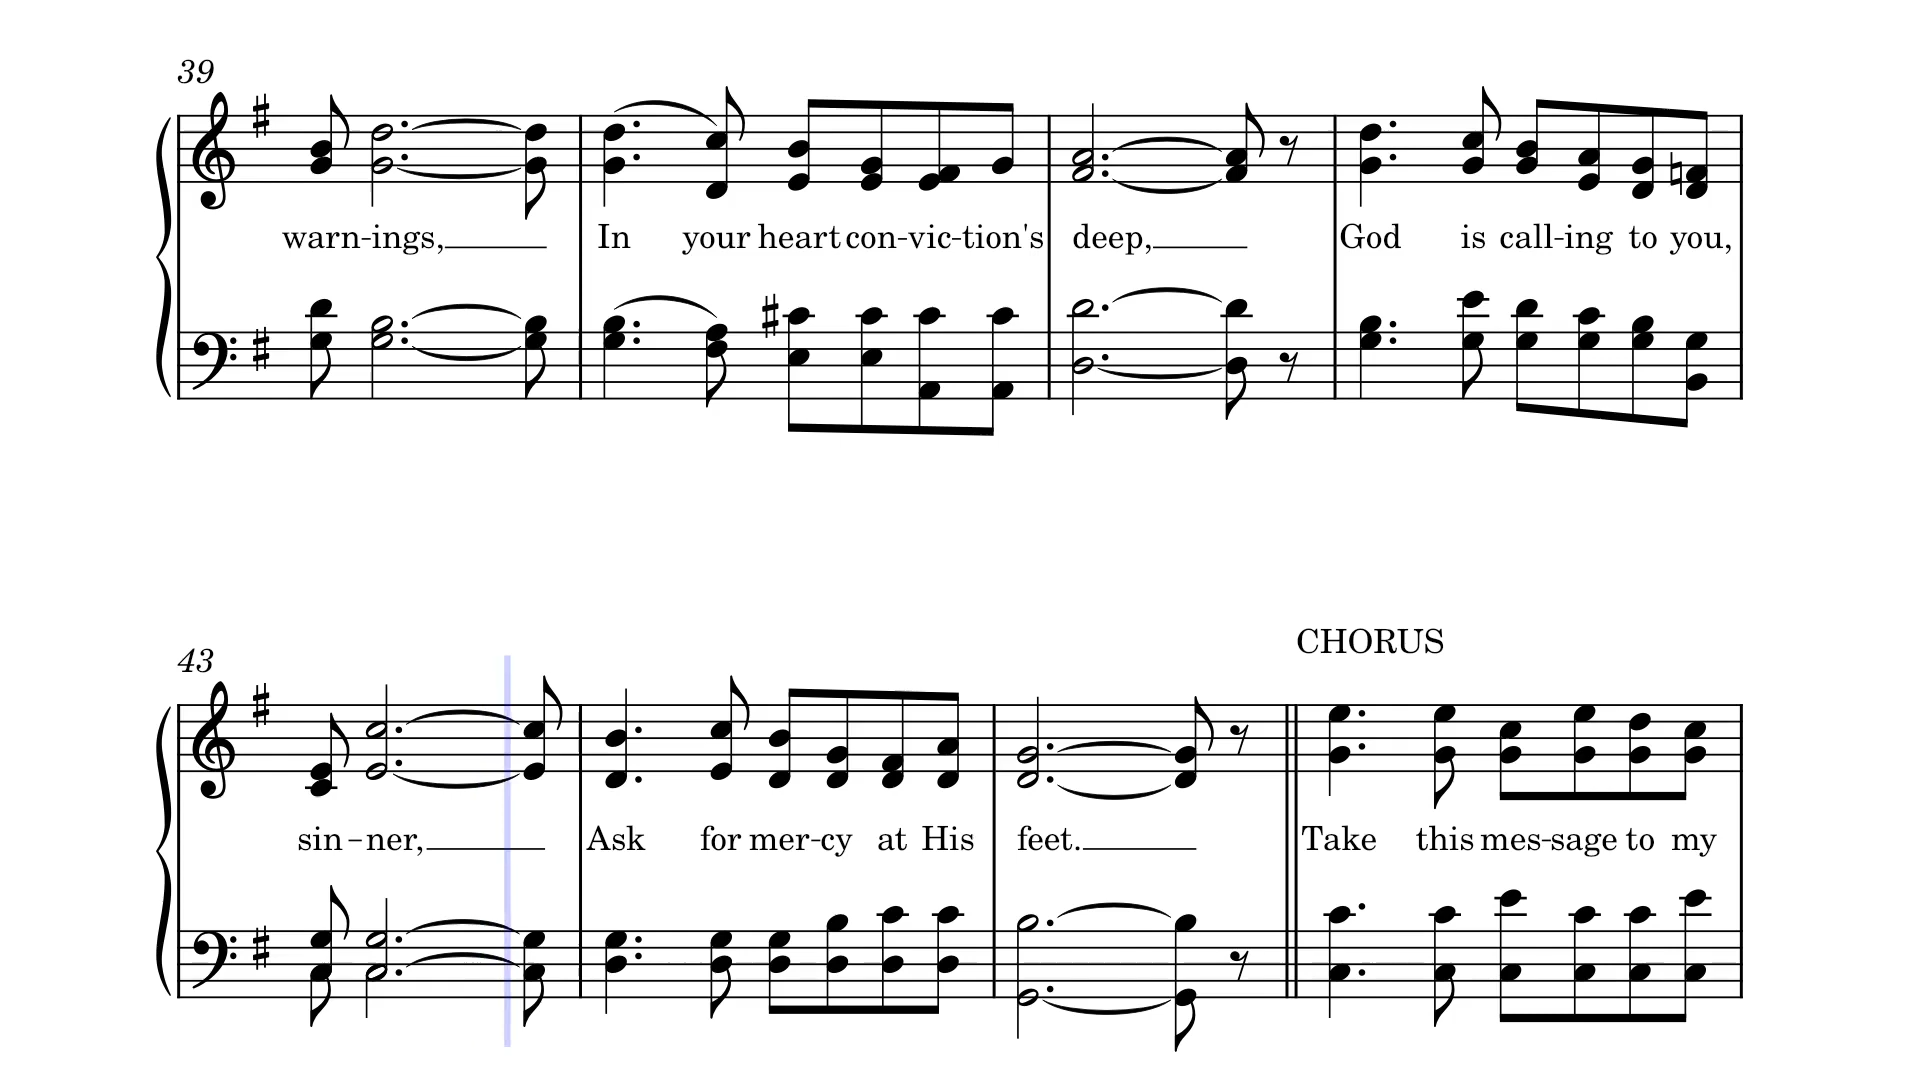 39
warn-ings,
In your heart con-vic-tion's deep,
God is call-ing to you,
CHORUS
43
sin-ner,
Ask for mer-cy at His feet.
Take this mes-sage to my